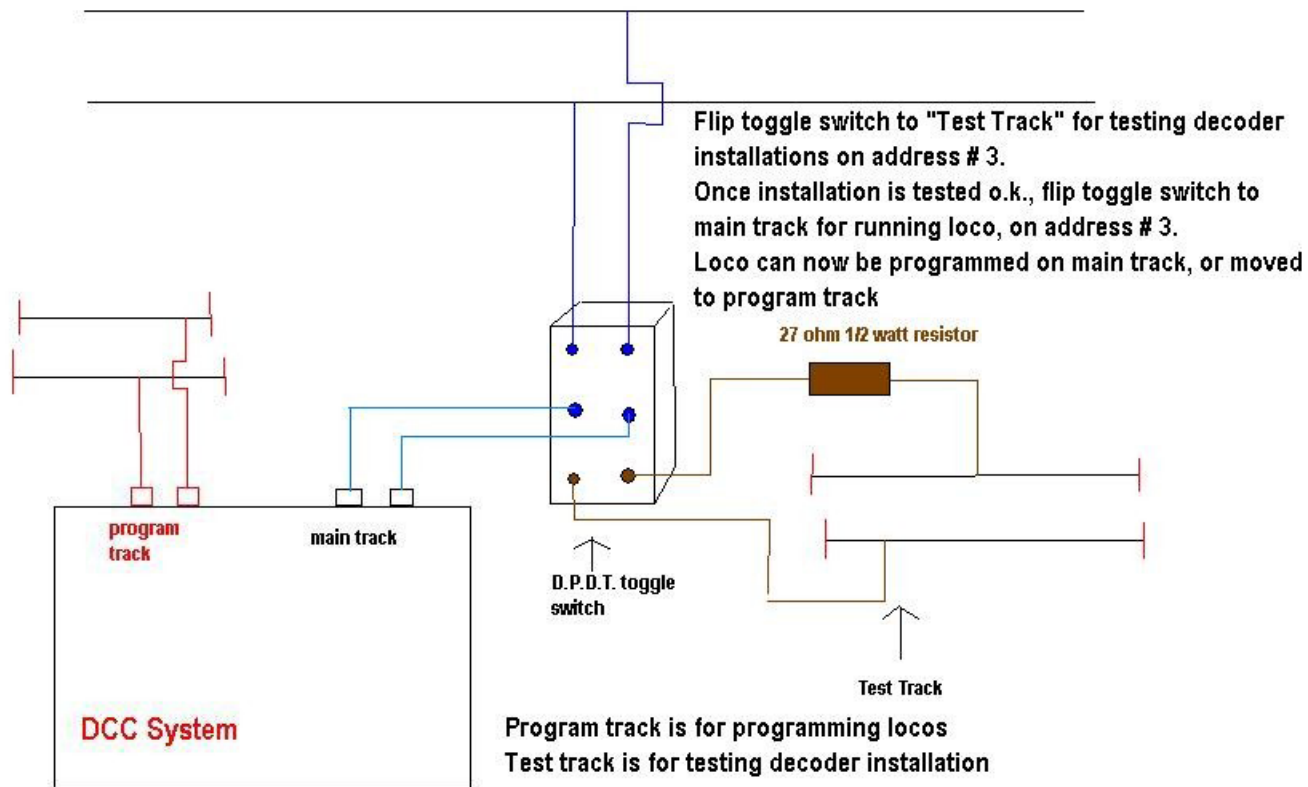 Flip toggle switch to "Test Track" for testing decoder
installations on address # 3.
Once installation is tested o.k., flip toggle switch to
main track for running loco, on address # 3.
Loco can now be programmed on main track, or moved
to program track
27 ohm 1/2 watt resistor
program
track
main track
D.P.D.T. toggle
switch
Test Track
DCC System
Program track is for programming locos
Test track is for testing decoder installation